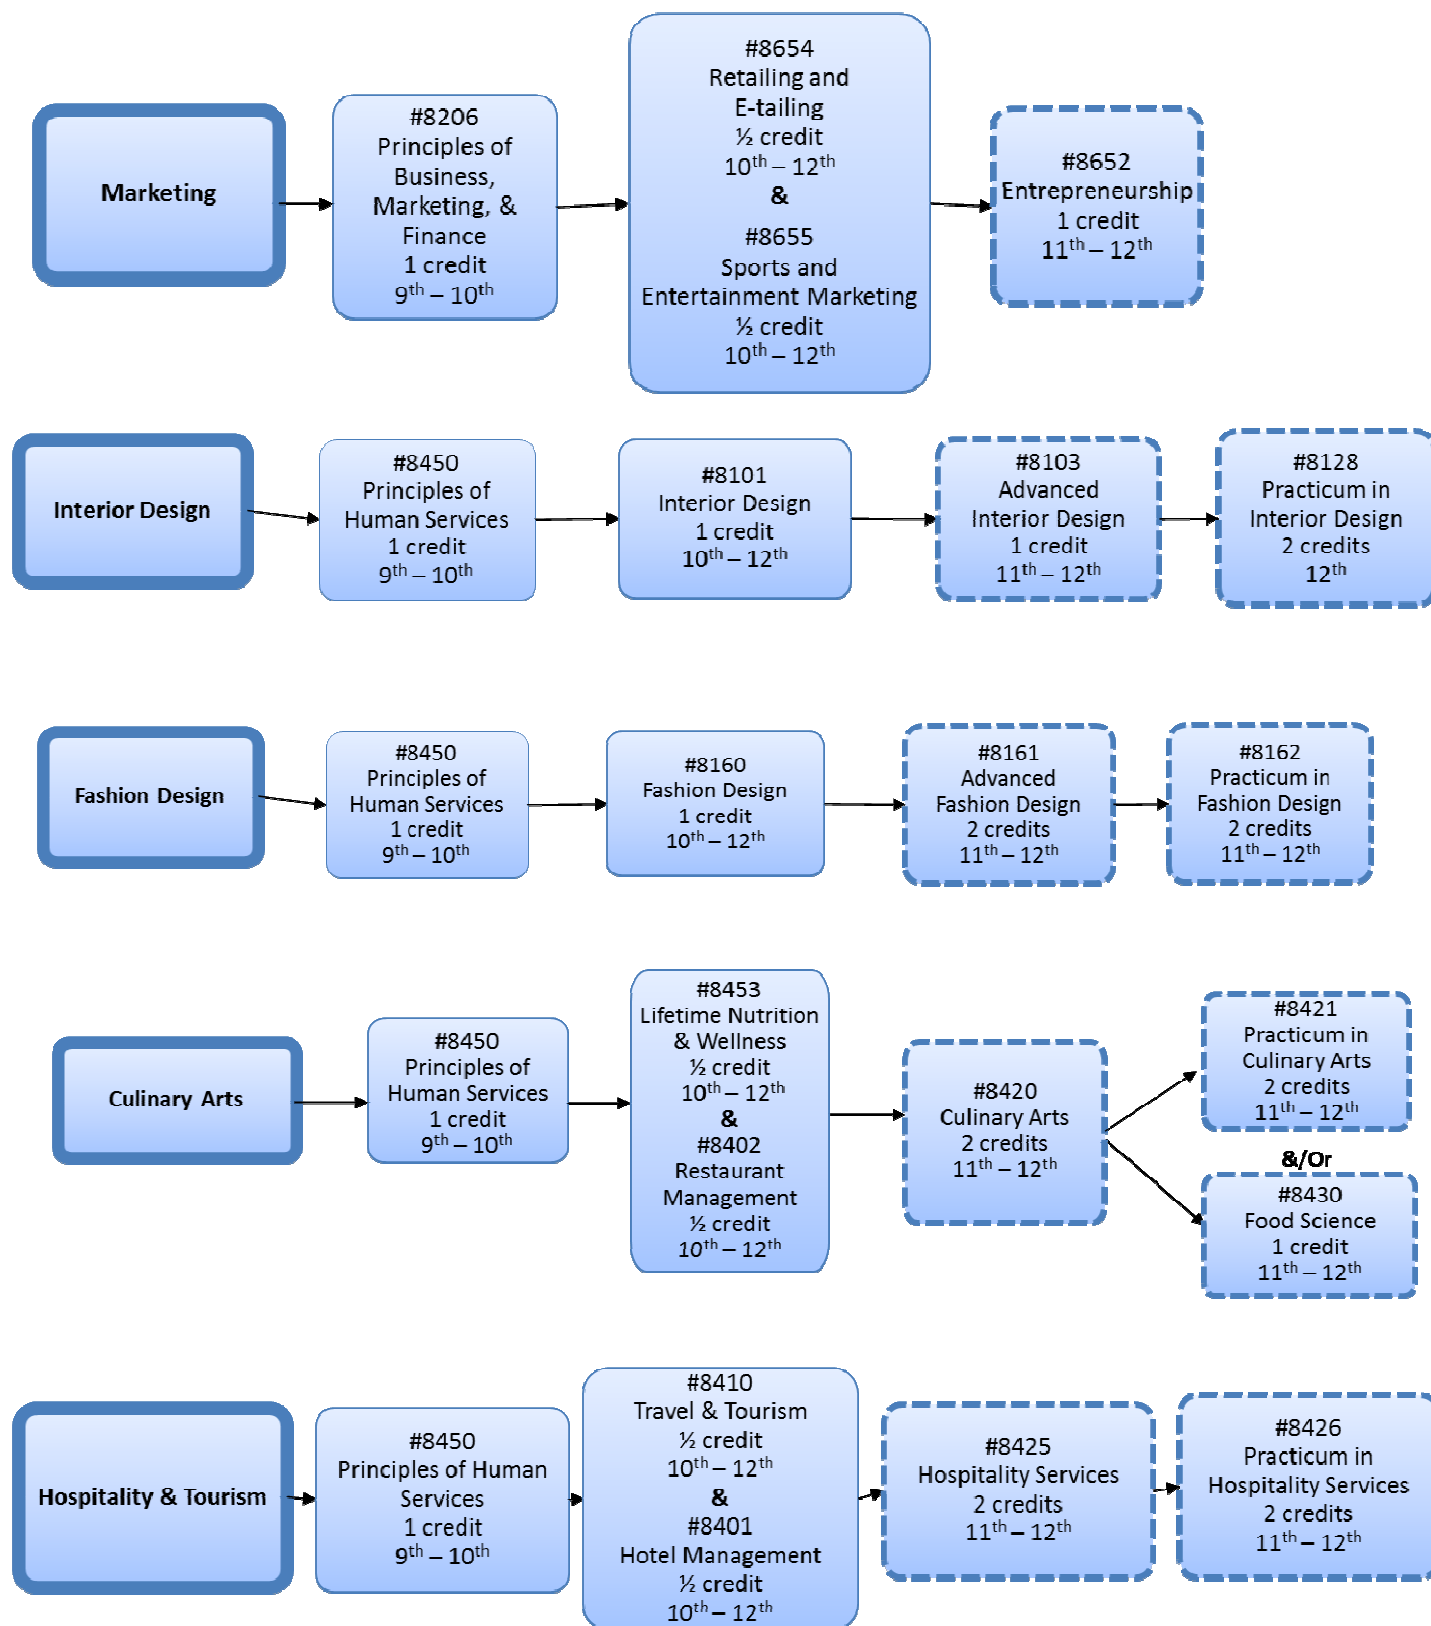 Marketing
#8206
Principles of
Business,
Marketing, &
Finance
1 credit
9th – 10th
#8654
Retailing and
E-tailing
½ credit
10th – 12th
&
#8655
Sports and
Entertainment Marketing
½ credit
10th – 12th
#8652
Entrepreneurship
1 credit
11th – 12th
Interior Design
#8450
Principles of
Human Services
1 credit
9th – 10th
#8101
Interior Design
1 credit
10th – 12th
#8103
Advanced
Interior Design
1 credit
11th – 12th
#8128
Practicum in
Interior Design
2 credits
12th
Fashion Design
#8450
Principles of
Human Services
1 credit
9th – 10th
#8160
Fashion Design
1 credit
10th – 12th
#8161
Advanced
Fashion Design
2 credits
11th – 12th
#8162
Practicum in
Fashion Design
2 credits
11th – 12th
Culinary Arts
#8450
Principles of
Human Services
1 credit
9th – 10th
#8453
Lifetime Nutrition
& Wellness
½ credit
10th – 12th
&
#8402
Restaurant
Management
½ credit
10th – 12th
#8420
Culinary Arts
2 credits
11th – 12th
#8421
Practicum in
Culinary Arts
2 credits
11th – 12th
&/Or
#8430
Food Science
1 credit
11th – 12th
Hospitality & Tourism
#8450
Principles of Human
Services
1 credit
9th – 10th
#8410
Travel & Tourism
½ credit
10th – 12th
&
#8401
Hotel Management
½ credit
10th – 12th
#8425
Hospitality Services
2 credits
11th – 12th
#8426
Practicum in
Hospitality Services
2 credits
11th – 12th